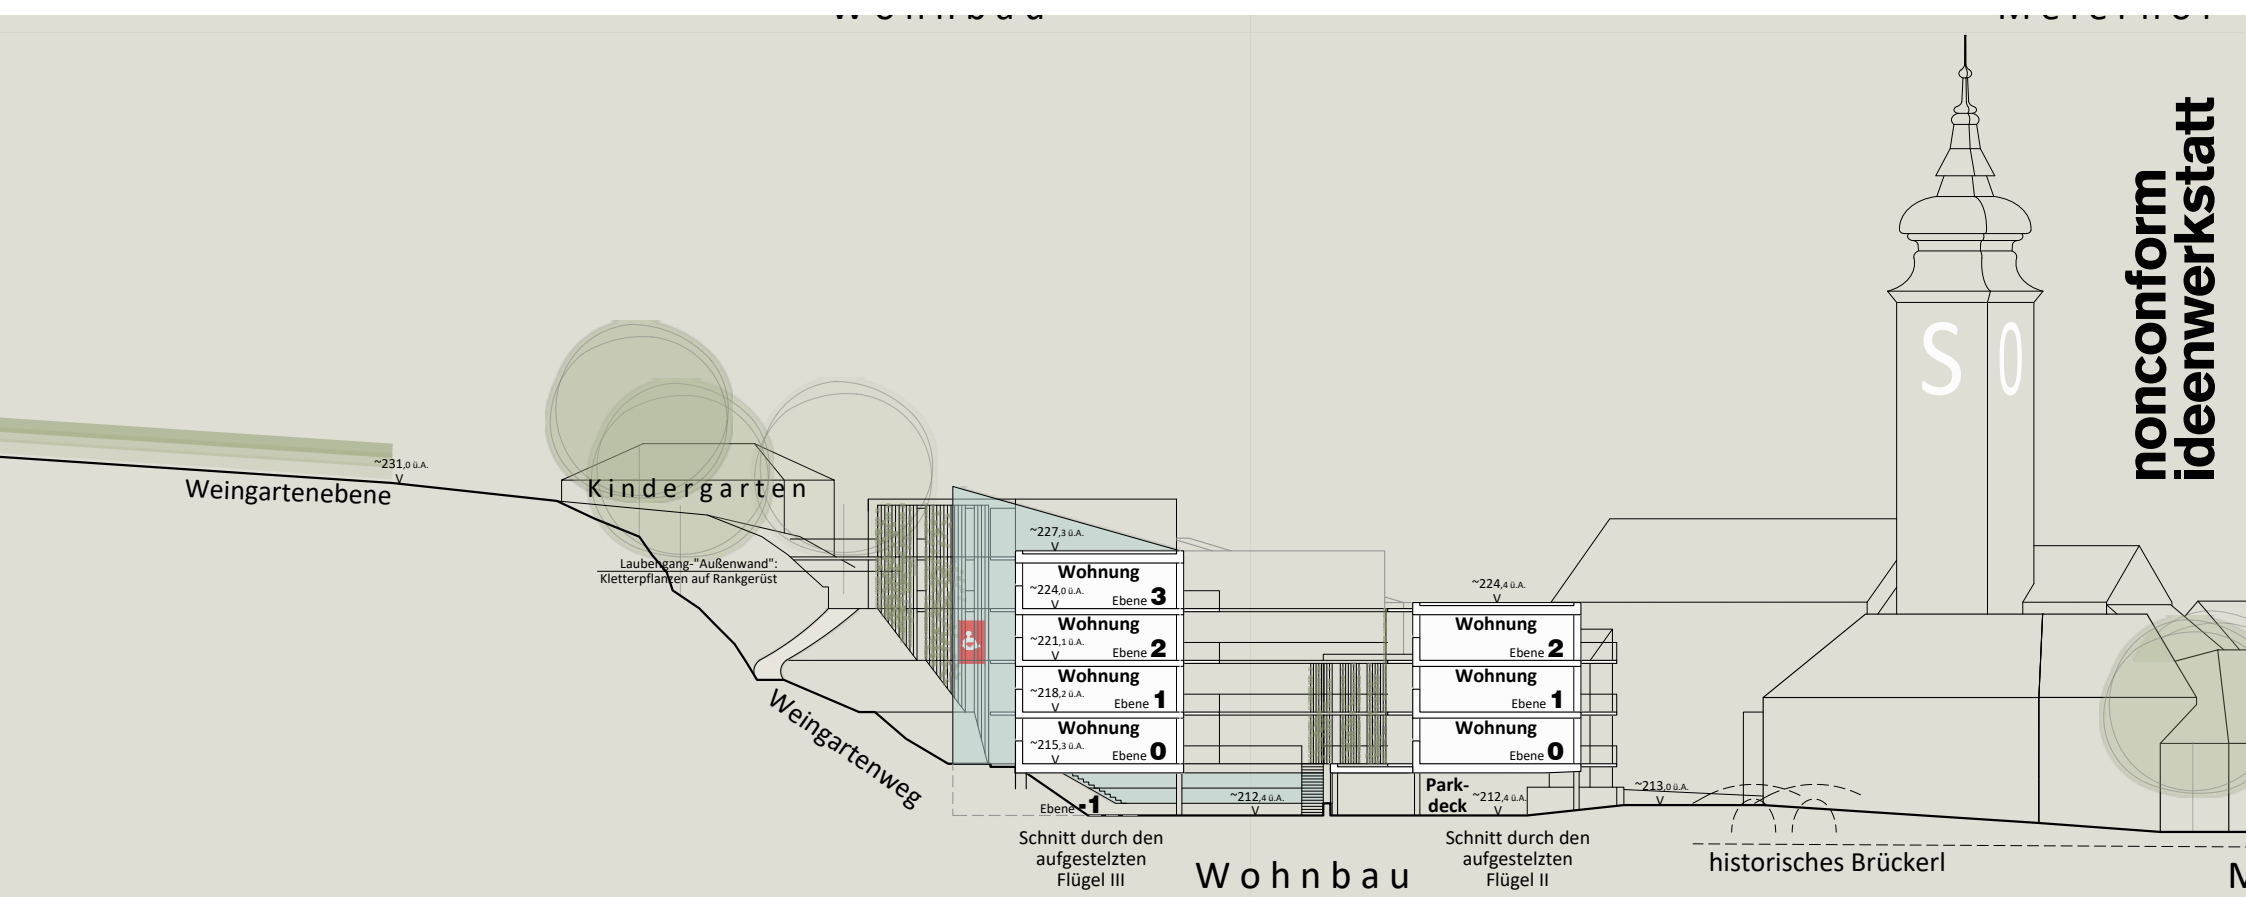 Wohnbau
Meierhof
nonconform
ideenwerkstatt
S O
~231,0 ü.A.
Weingartenebene
Kindergarten
Laubengang-"Außenwand":
Kletterpflanzen auf Rankgerüst
Weingartenweg
~227,3 ü.A.
Wohnung
~224,0 ü.A.
Ebene 3
Wohnung
~221,1 ü.A.
Ebene 2
Wohnung
~218,2 ü.A.
Ebene 1
Wohnung
~215,3 ü.A.
Ebene 0
Ebene -1
~212,4 ü.A.
~224,4 ü.A.
Wohnung
Ebene 2
Wohnung
Ebene 1
Wohnung
Ebene 0
Park-
deck
~212,4 ü.A.
~213,0 ü.A.
Schnitt durch den
aufgestelzten
Flügel III
Wohnbau
Schnitt durch den
aufgestelzten
Flügel II
historisches Brückerl
M